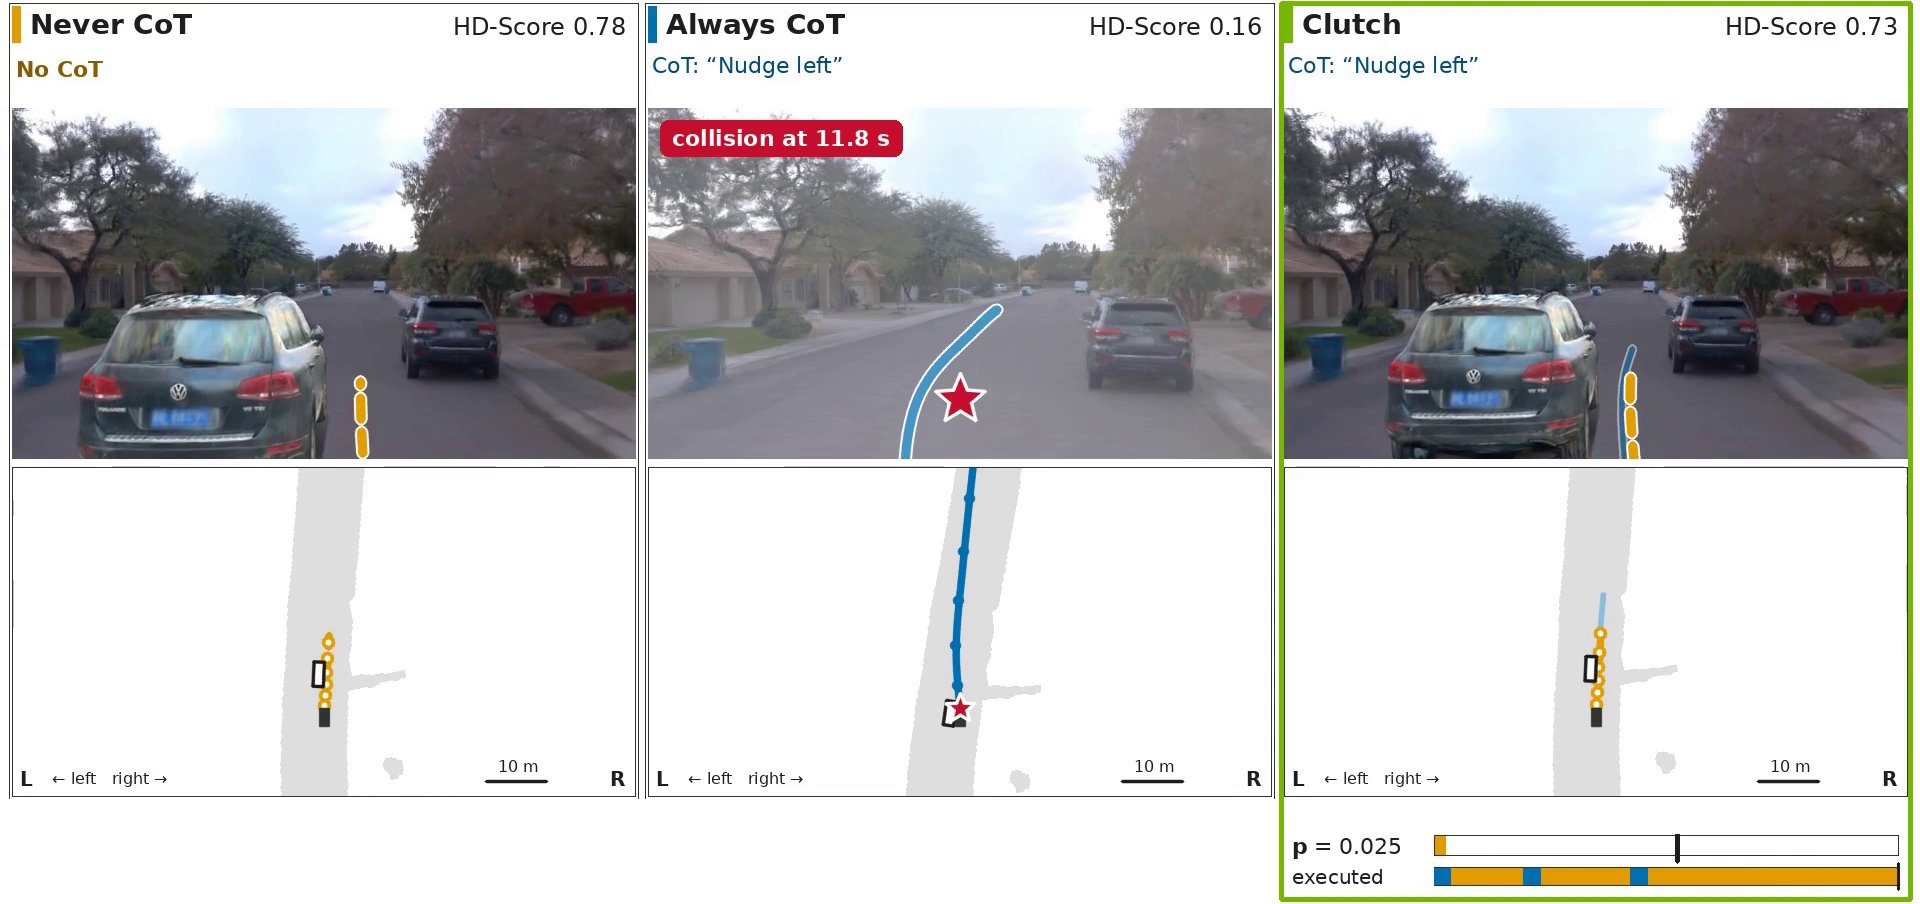 Never CoT
HD-Score 0.78
No CoT
L
← left right →
10 m
R
Always CoT
HD-Score 0.16
CoT: “Nudge left”
collision at 11.8 s
L
← left right →
10 m
R
Clutch
HD-Score 0.73
CoT: “Nudge left”
L
← left right →
10 m
R
p = 0.025
executed